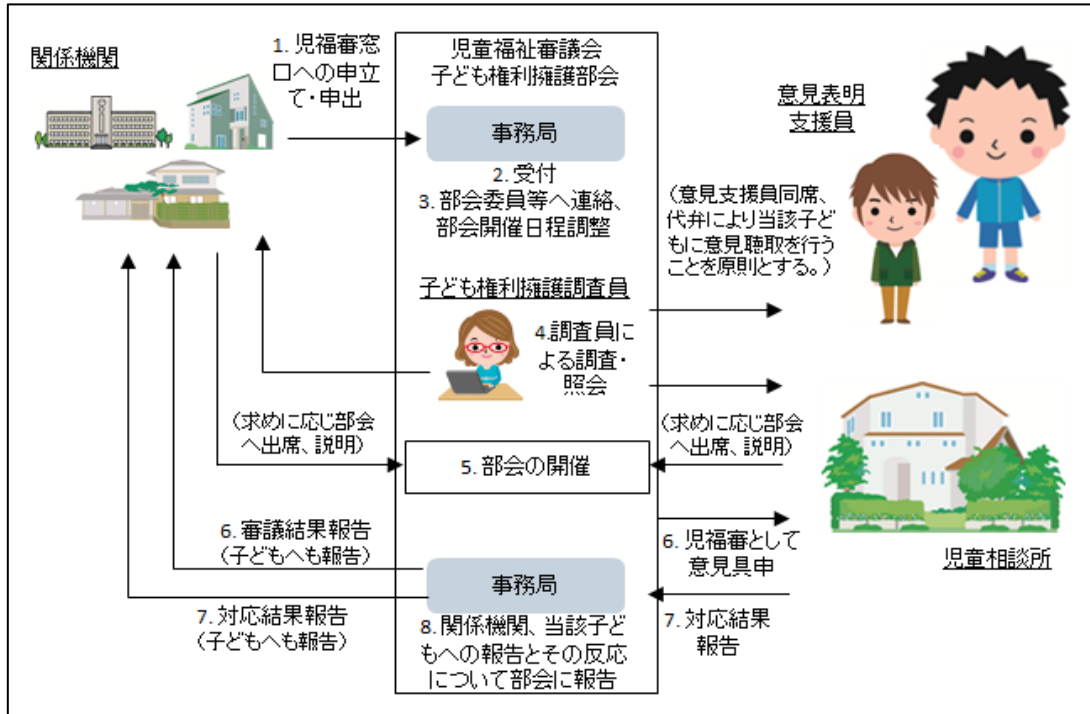 関係機関
1. 児福審窓
口への申立
て・申出
児童福祉審議会
子ども権利擁護部会
事務局
2. 受付
3. 部会委員等へ連絡、
部会開催日程調整
意見表明
支援員
(意見支援員同席、
代弁により当該子ど
もに意見聴取を行う
ことを原則とする。)
子ども権利擁護調査員
4.調査員に
よる調査・
照会
(求めに応じ部会
へ出席、説明)
5. 部会の開催
(求めに応じ部会
へ出席、説明)
6. 審議結果報告
(子どもへも報告)
6. 児福審として
意見具申
児童相談所
事務局
7. 対応結果報告
(子どもへも報告)
7. 対応結果
報告
8. 関係機関、当該子ど
もへの報告とその反応
について部会に報告